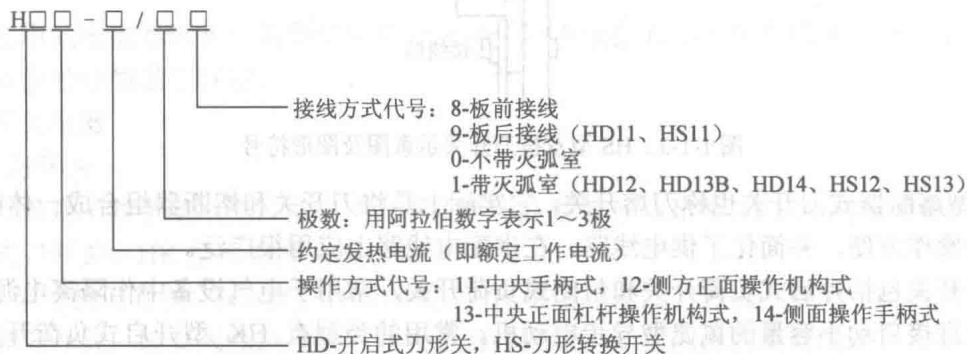 H□□-□/□□
接线方式代号：8-板前接线
9-板后接线（HD11、HS11）
0-不带灭弧室
1-带灭弧室（HD12、HD13B、HD14、HS12、HS13）
极数：用阿拉伯数字表示1～3极
约定发热电流（即额定工作电流）
操作方式代号：11-中央手柄式，12-侧方正面操作机构式
13-中央正面杠杆操作机构式，14-侧面操作手柄式
HD-开启式刀形关，HS-刀形转换开关